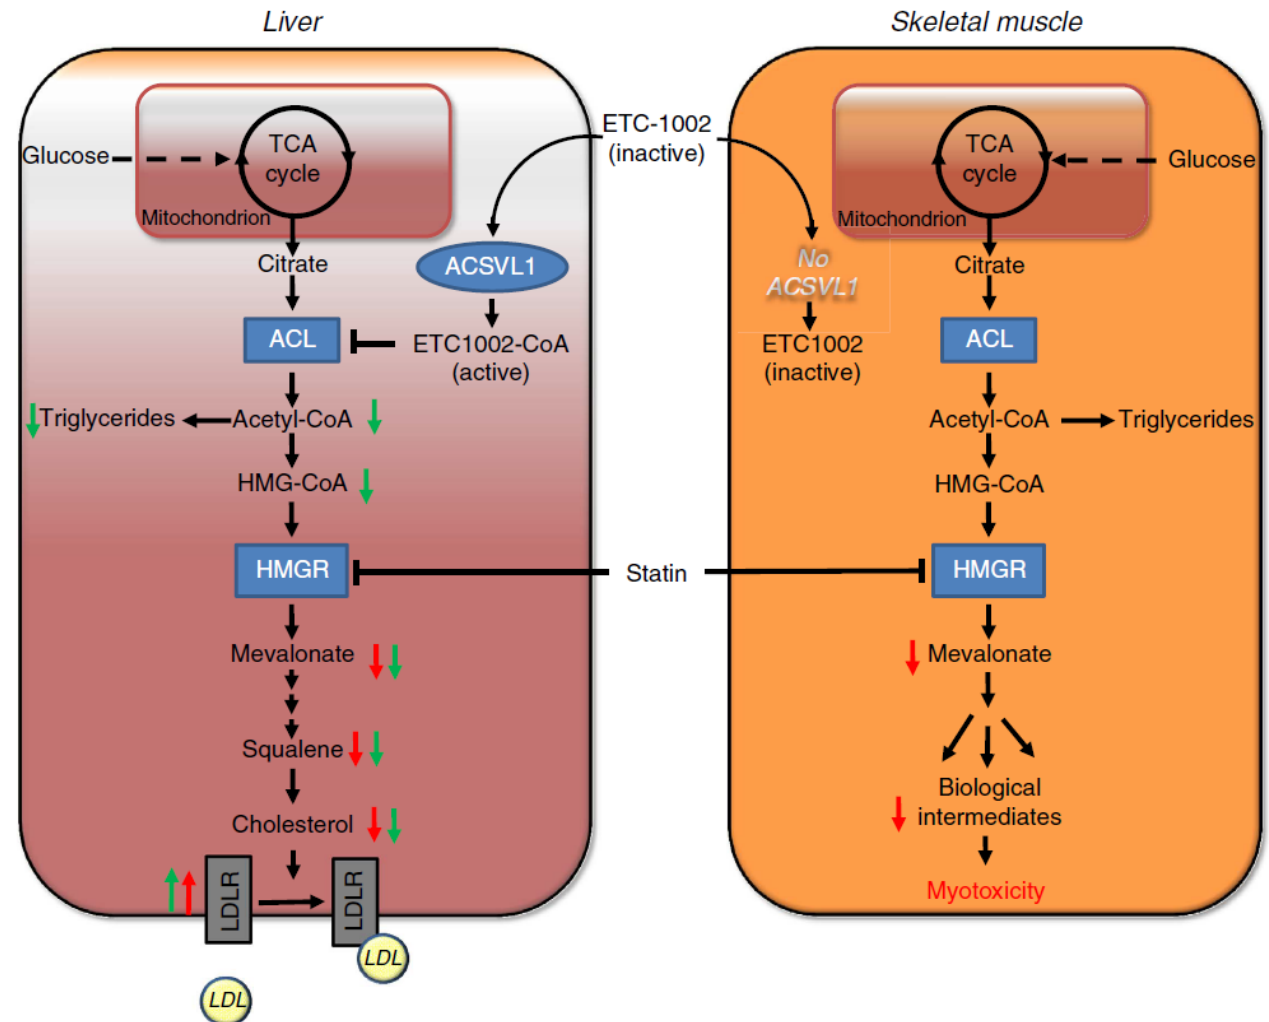 Liver
Skeletal muscle
Glucose
TCA
cycle
Mitochondrion
Citrate
ACL
ACSVL1
ETC1002-CoA
(active)
Triglycerides
Acetyl-CoA
HMG-CoA
HMGR
Mevalonate
Squalene
Cholesterol
LDLR
LDLR
LDL
LDL
ETC-1002
(inactive)
Statin
TCA
cycle
Glucose
Mitochondrion
No
ACSVL1
ETC1002
(inactive)
Citrate
ACL
Acetyl-CoA
Triglycerides
HMG-CoA
HMGR
Mevalonate
Biological
intermediates
Myotoxicity